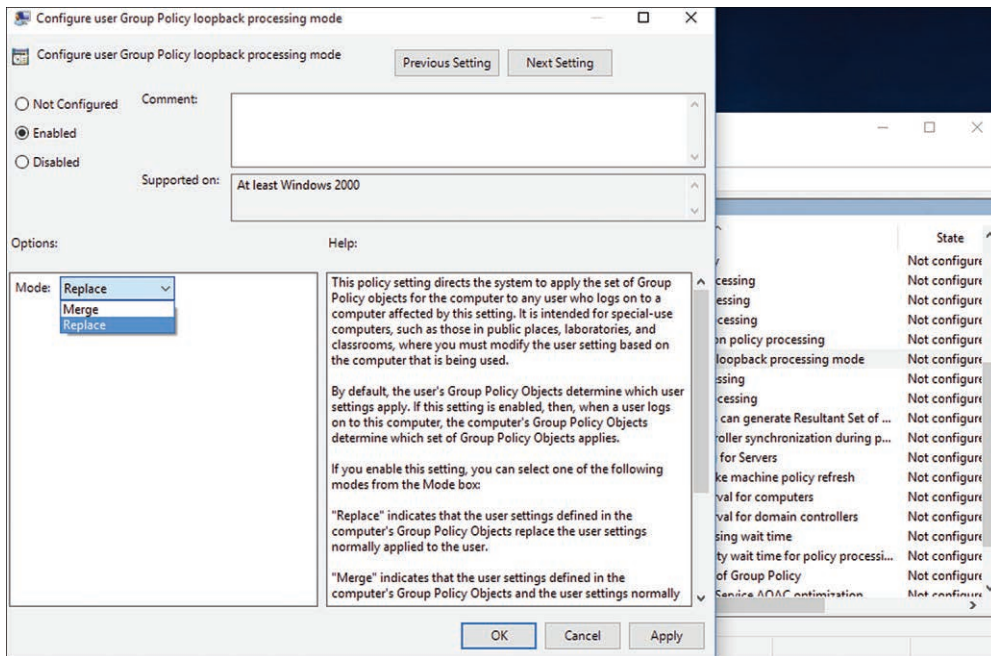 Configure user Group Policy loopback processing mode
Configure user Group Policy loopback processing mode
Previous Setting
Next Setting
Not Configured
Enabled
Disabled
Comment:
Supported on:
At least Windows 2000
Options:
Help:
Mode:
Replace
Merge
Replace
This policy setting directs the system to apply the set of Group
Policy objects for the computer to any user who logs on to a
computer affected by this setting. It is intended for special-use
computers, such as those in public places, laboratories, and
classrooms, where you must modify the user setting based on
the computer that is being used.
By default, the user's Group Policy Objects determine which user
settings apply. If this setting is enabled, then, when a user logs
on to this computer, the computer's Group Policy Objects
determine which set of Group Policy Objects applies.
If you enable this setting, you can select one of the following
modes from the Mode box:
"Replace" indicates that the user settings defined in the
computer's Group Policy Objects replace the user settings
normally applied to the user.
"Merge" indicates that the user settings defined in the
computer's Group Policy Objects and the user settings normally
OK
Cancel
Apply
State
Not configure
cessing Not configure
essing Not configure
cessing Not configure
on policy processing Not configure
loopback processing mode Not configure
ssing Not configure
cessing Not configure
s can generate Resultant Set of ... Not configure
roller synchronization during p... Not configure
for Servers Not configure
ke machine policy refresh Not configure
val for computers Not configure
val for domain controllers Not configure
sing wait time Not configure
ty wait time for policy processi... Not configure
of Group Policy Not configure
Service AOAC optimization Not configure